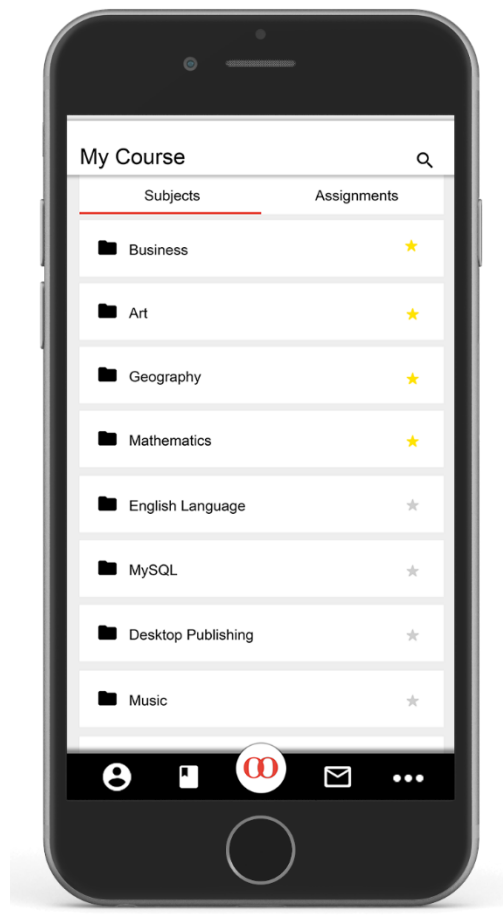 My Course
Subjects Assignments
Business
Art
Geography
Mathematics
English Language
MySQL
Desktop Publishing
Music